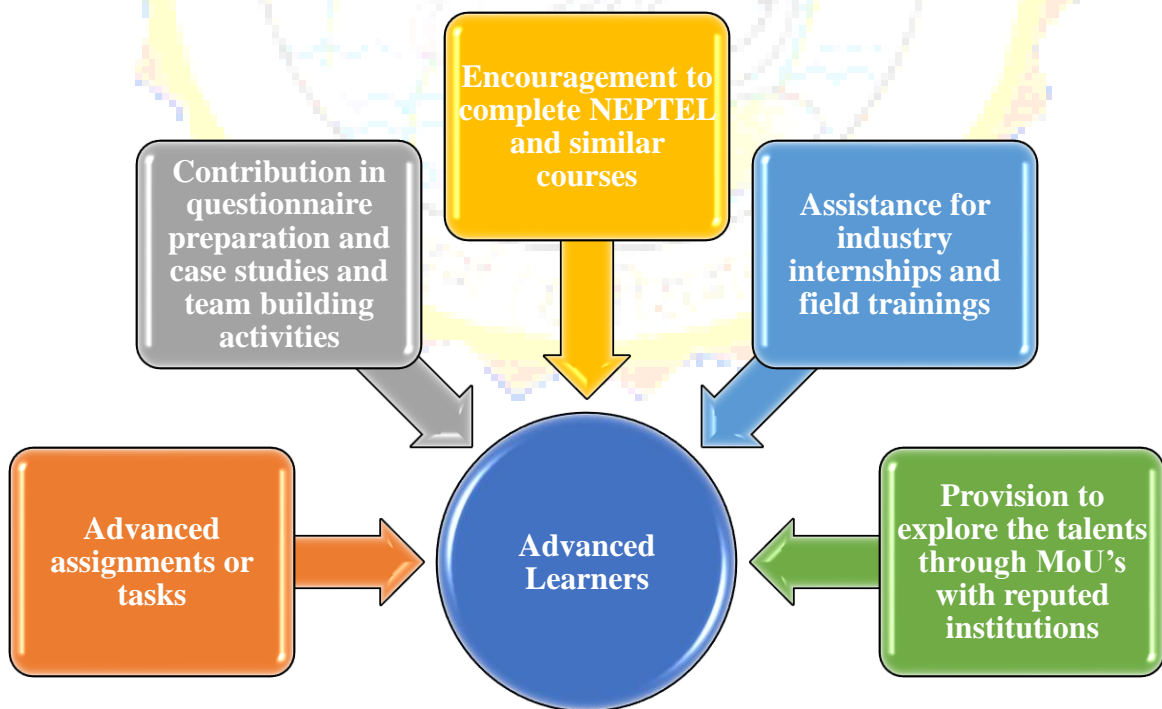 Encouragement to
complete NEPTEL
and similar
courses
Contribution in
questionnaire
preparation and
case studies and
team building
activities
Assistance for
industry
internships and
field trainings
Advanced
assignments or
tasks
Advanced
Learners
Provision to
explore the talents
through MoU’s
with reputed
institutions